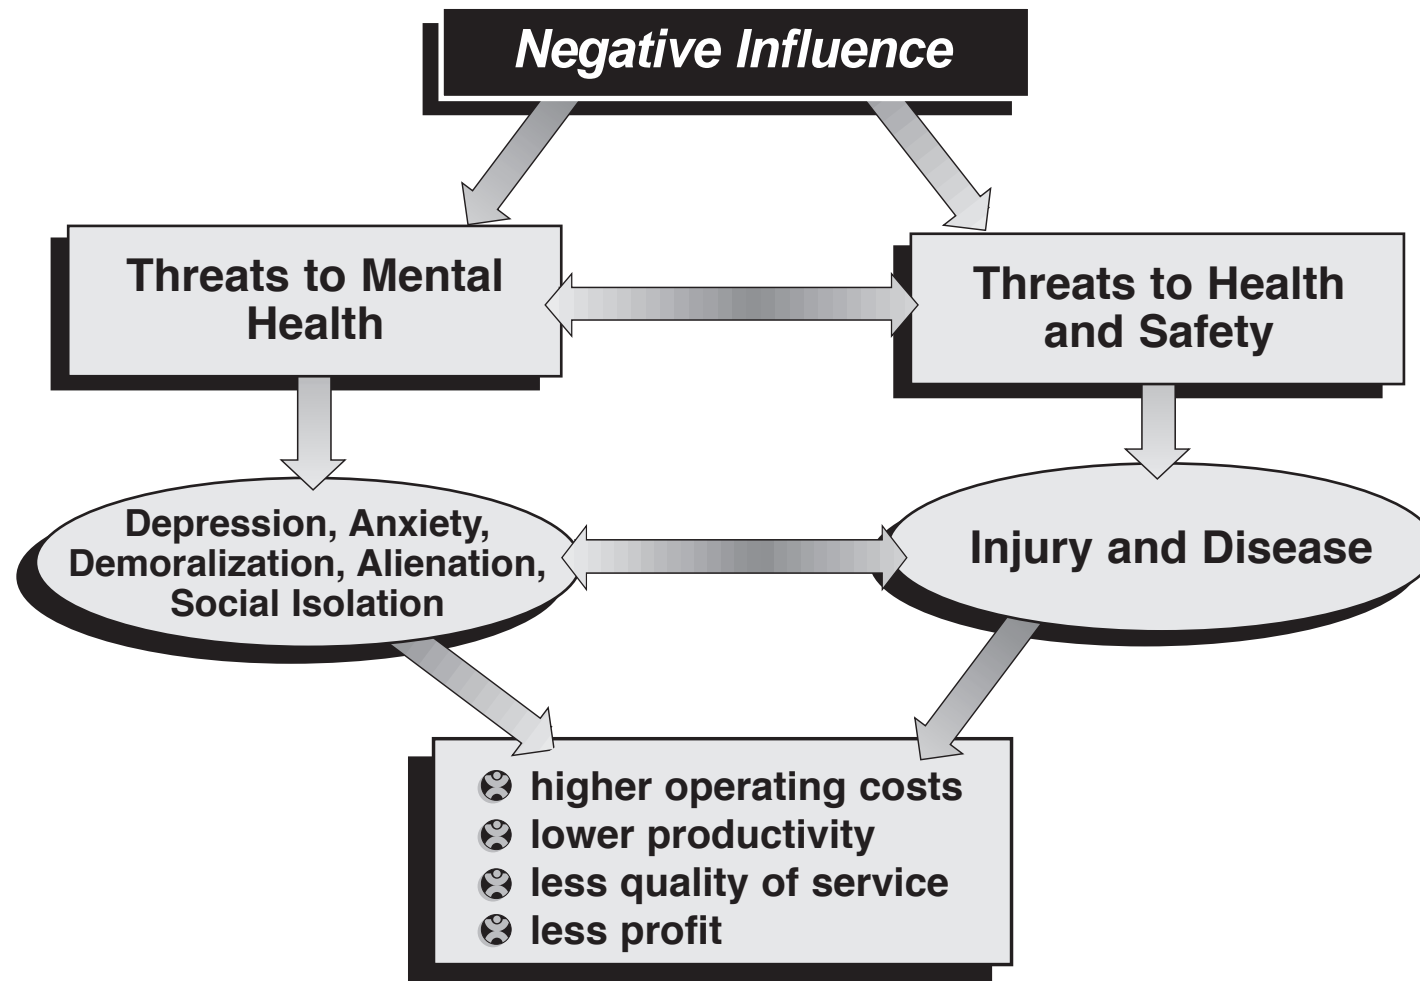 Negative Influence
Threats to Mental
Health
Threats to Health
and Safety
Depression, Anxiety,
Demoralization, Alienation,
Social Isolation
Injury and Disease
higher operating costs
lower productivity
less quality of service
less profit